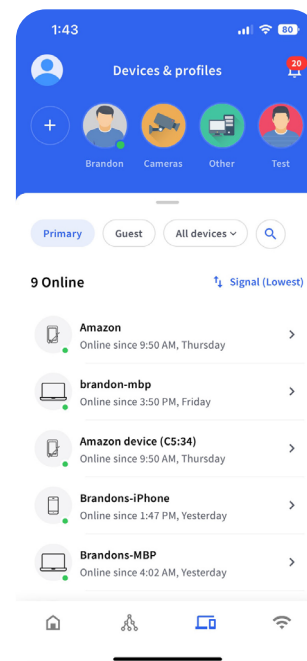 1:43
80
Devices & profiles
20
Brandon
Cameras
Other
Test
Primary
Guest
All devices
9 Online
Signal (Lowest)
Amazon
Online since 9:50 AM, Thursday
brandon-mbp
Online since 3:50 PM, Friday
Amazon device (C5:34)
Online since 9:50 AM, Thursday
Brandons-iPhone
Online since 1:47 PM, Yesterday
Brandons-MBP
Online since 4:02 AM, Yesterday